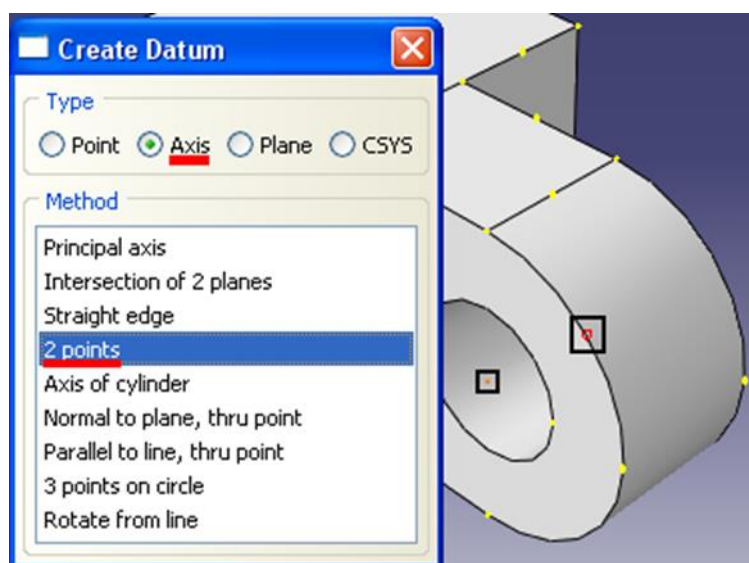 Create Datum
Type
Point Axis Plane CSYS
Method
Principal axis
Intersection of 2 planes
Straight edge
2 points
Axis of cylinder
Normal to plane, thru point
Parallel to line, thru point
3 points on circle
Rotate from line